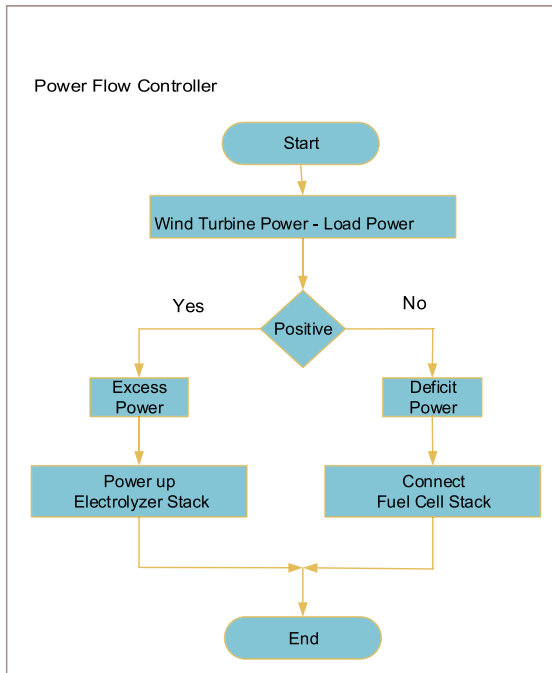 Power Flow Controller
Start
Wind Turbine Power - Load Power
Positive
Yes
No
Excess
Power
Deficit
Power
Power up
Electrolyzer Stack
Connect
Fuel Cell Stack
End